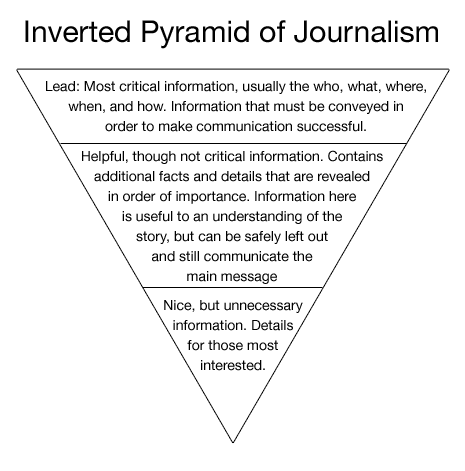 Inverted Pyramid of Journalism
Lead: Most critical information, usually the who, what, where,
when, and how. Information that must be conveyed in
order to make communication successful.
Helpful, though not critical information. Contains
additional facts and details that are revealed
in order of importance. Information here
is useful to an understanding of the
story, but can be safely left out
and still communicate the
main message
Nice, but unnecessary
information. Details
for those most
interested.